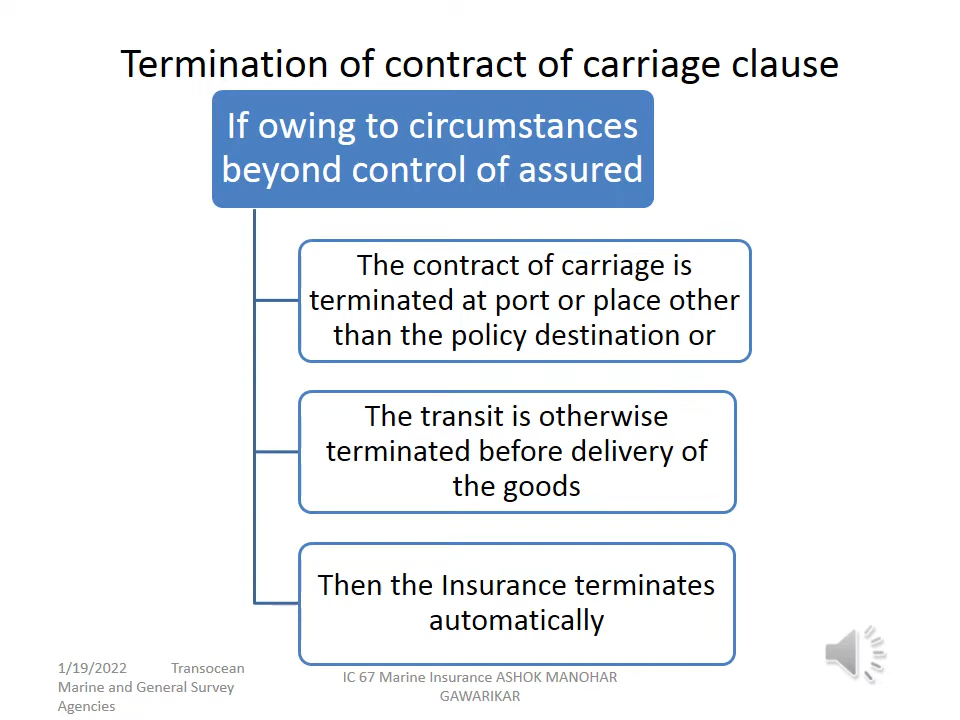 Termination of contract of carriage clause
If owing to circumstances
beyond control of assured
The contract of carriage is
terminated at port or place other
than the policy destination or
The transit is otherwise
terminated before delivery of
the goods
Then the Insurance terminates
automatically
1/19/2022 Transocean
Marine and General Survey
Agencies
IC 67 Marine Insurance ASHOK MANOHAR
GAWARIKAR